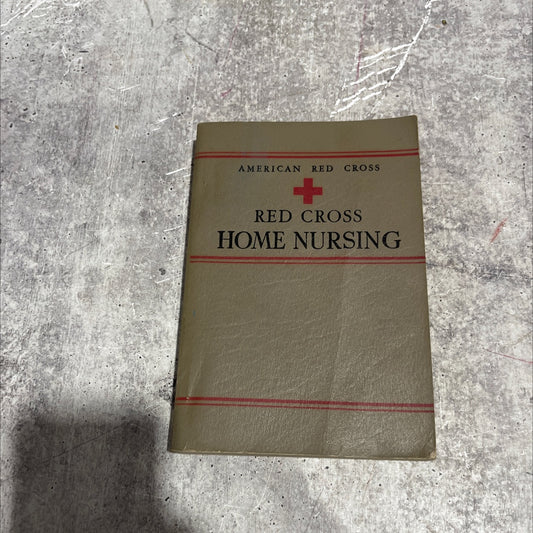 AMERICAN RED CROSS
RED CROSS
HOME NURSING